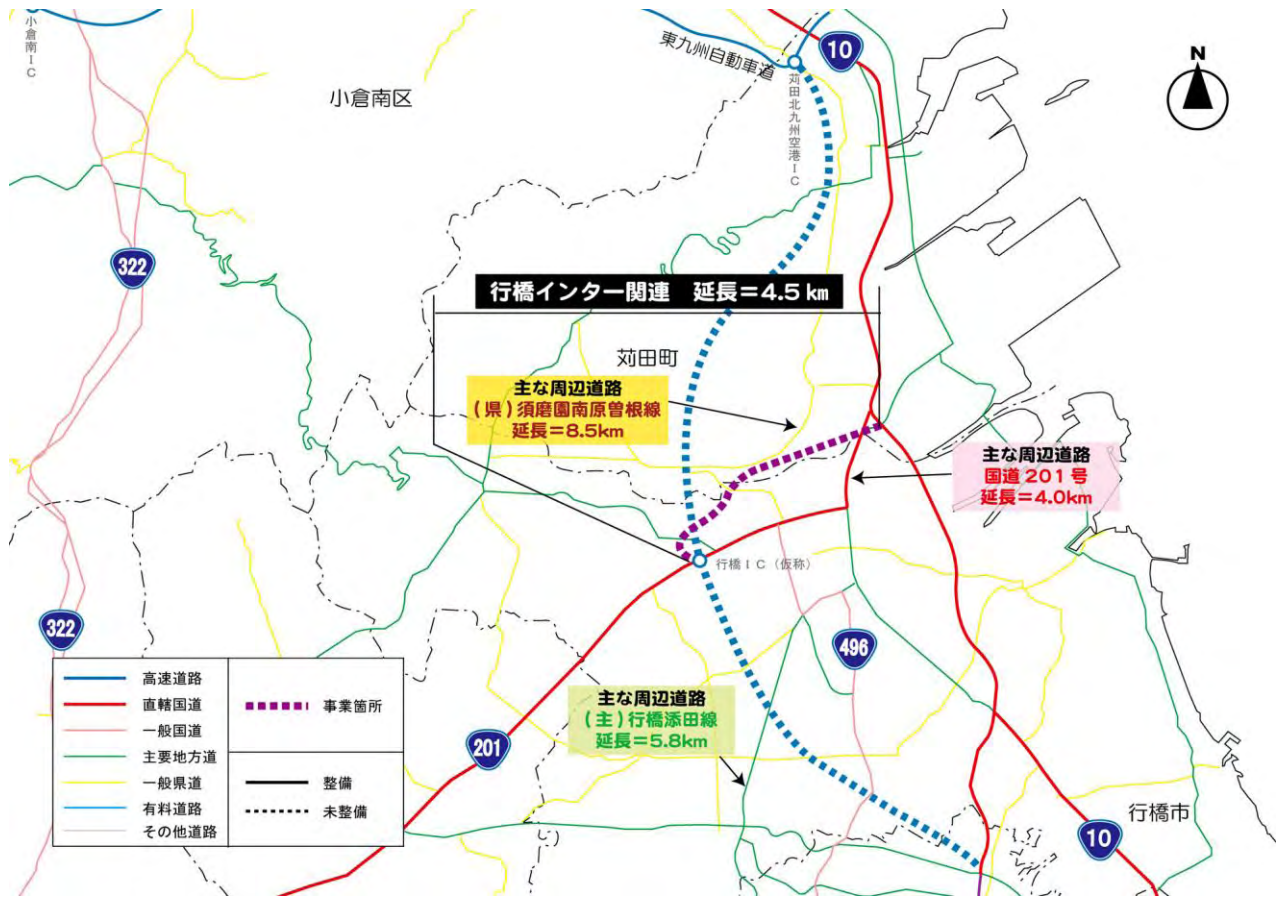 小倉南IC
東九州自動車道
10
N
小倉南区
苅田北九州空港IC
322
行橋インター関連 延長=4.5km
苅田町
主な周辺道路
(県)須磨園南原曽根線
延長=8.5km
主な周辺道路
国道201号
延長=4.0km
行橋IC(仮称)
322
496
主な周辺道路
(主)行橋添田線
延長=5.8km
201
10
行橋市
高速道路
直轄国道
一般国道
主要地方道
一般県道
有料道路
その他道路
事業箇所
整備
未整備